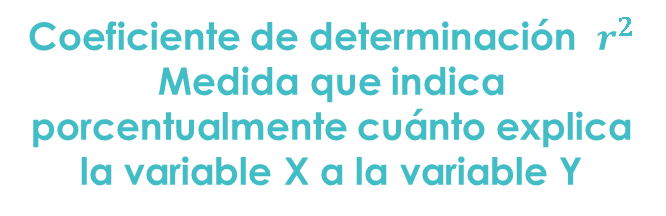 Coeficiente de determinación r²
Medida que indica
porcentualmente cuánto explica
la variable X a la variable Y